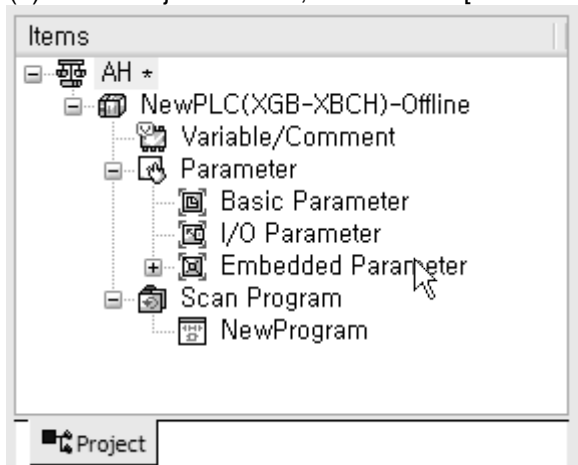 Items
AH *
NewPLC(XGB-XBCH)-Offline
Variable/Comment
Parameter
Basic Parameter
I/O Parameter
Embedded Parameter
Scan Program
NewProgram
Project